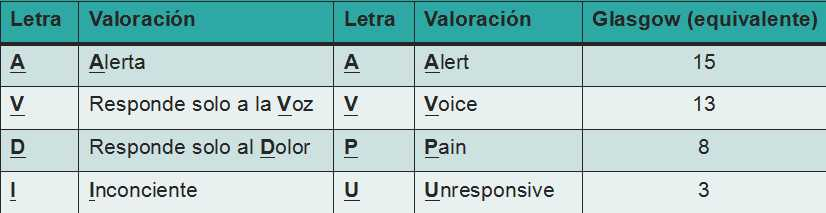 Letra Valoración Letra Valoración Glasgow (equivalente)
A Alerta A Alert 15
V Responde solo a la Voz V Voice 13
D Responde solo al Dolor P Pain 8
I Inconciente U Unresponsive 3